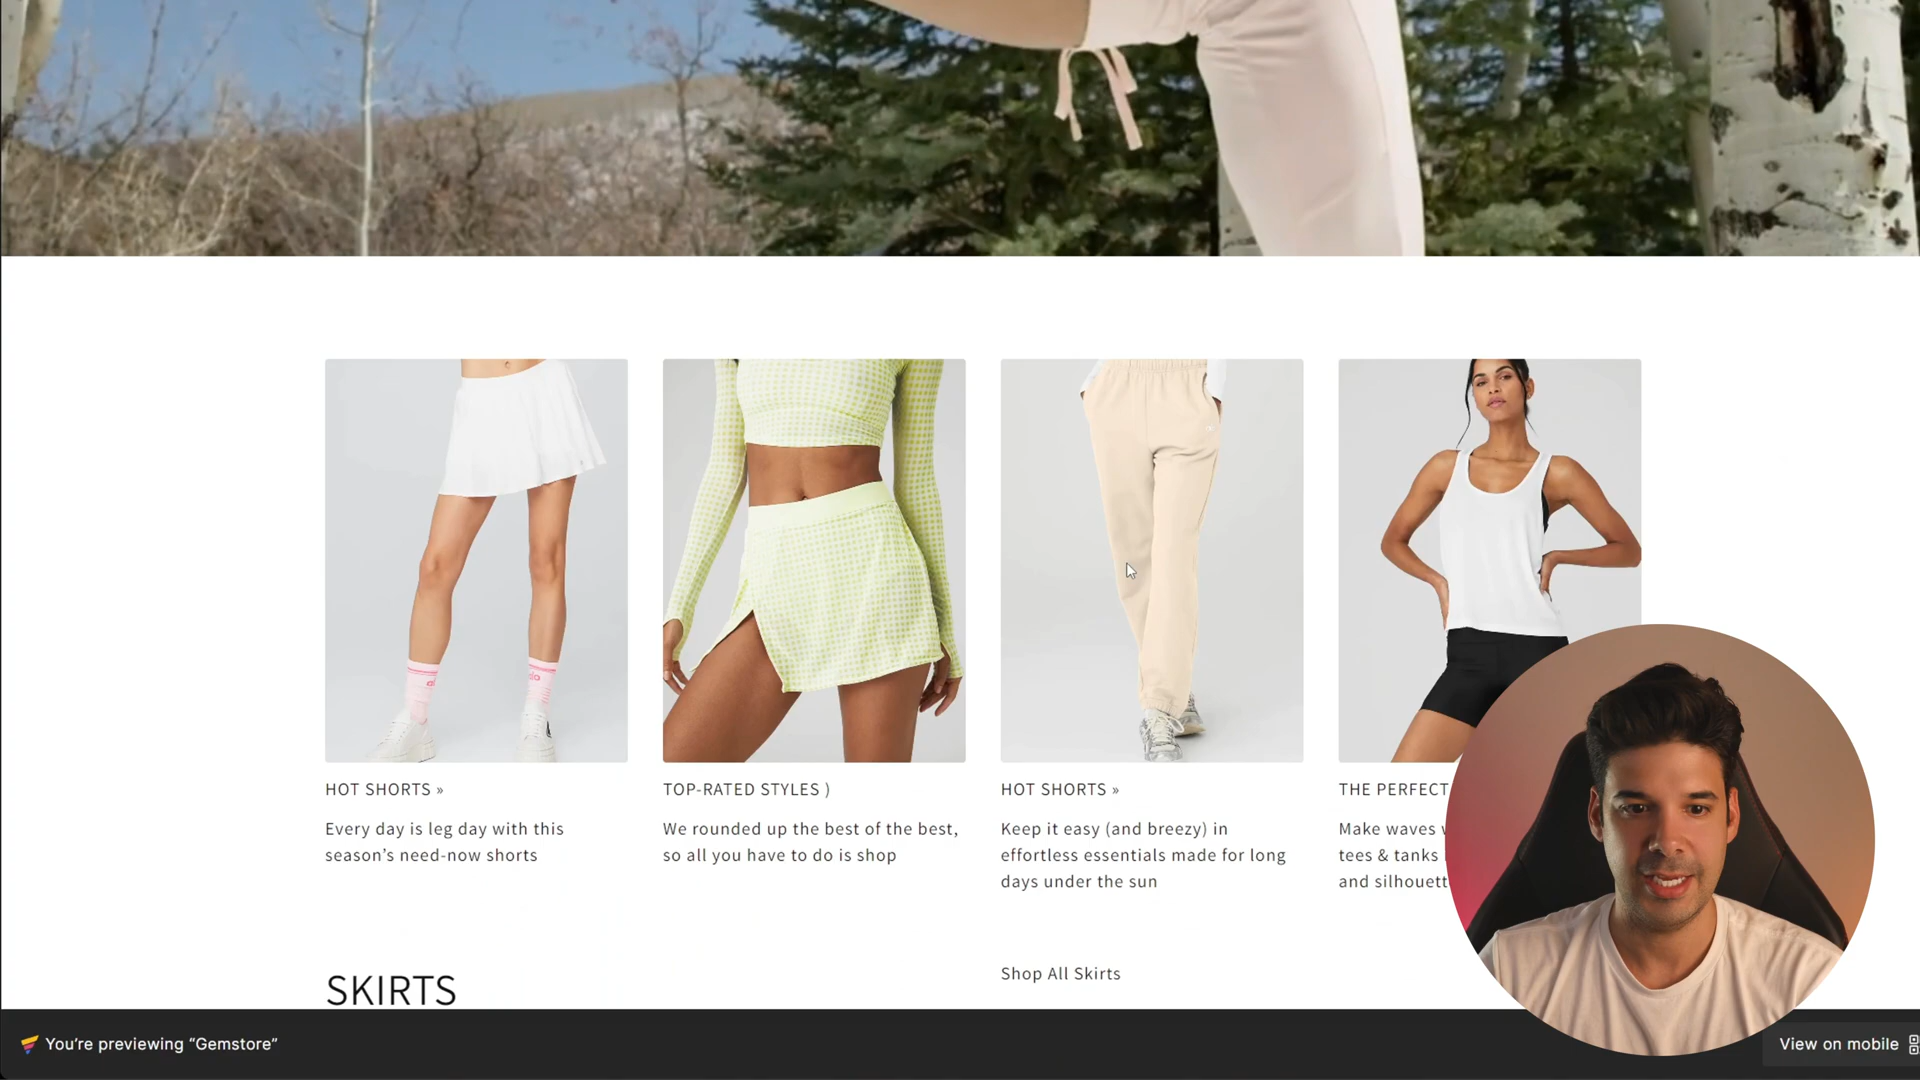 HOT SHORTS »
Every day is leg day with this
season’s need-now shorts
TOP-RATED STYLES )
We rounded up the best of the best,
so all you have to do is shop
HOT SHORTS »
Keep it easy (and breezy) in
effortless essentials made for long
days under the sun
THE PERFECT
Make waves
tees & tanks
and
SKIRTS
Shop All Skirts
You’re previewing “Gemstore”
View on mobile